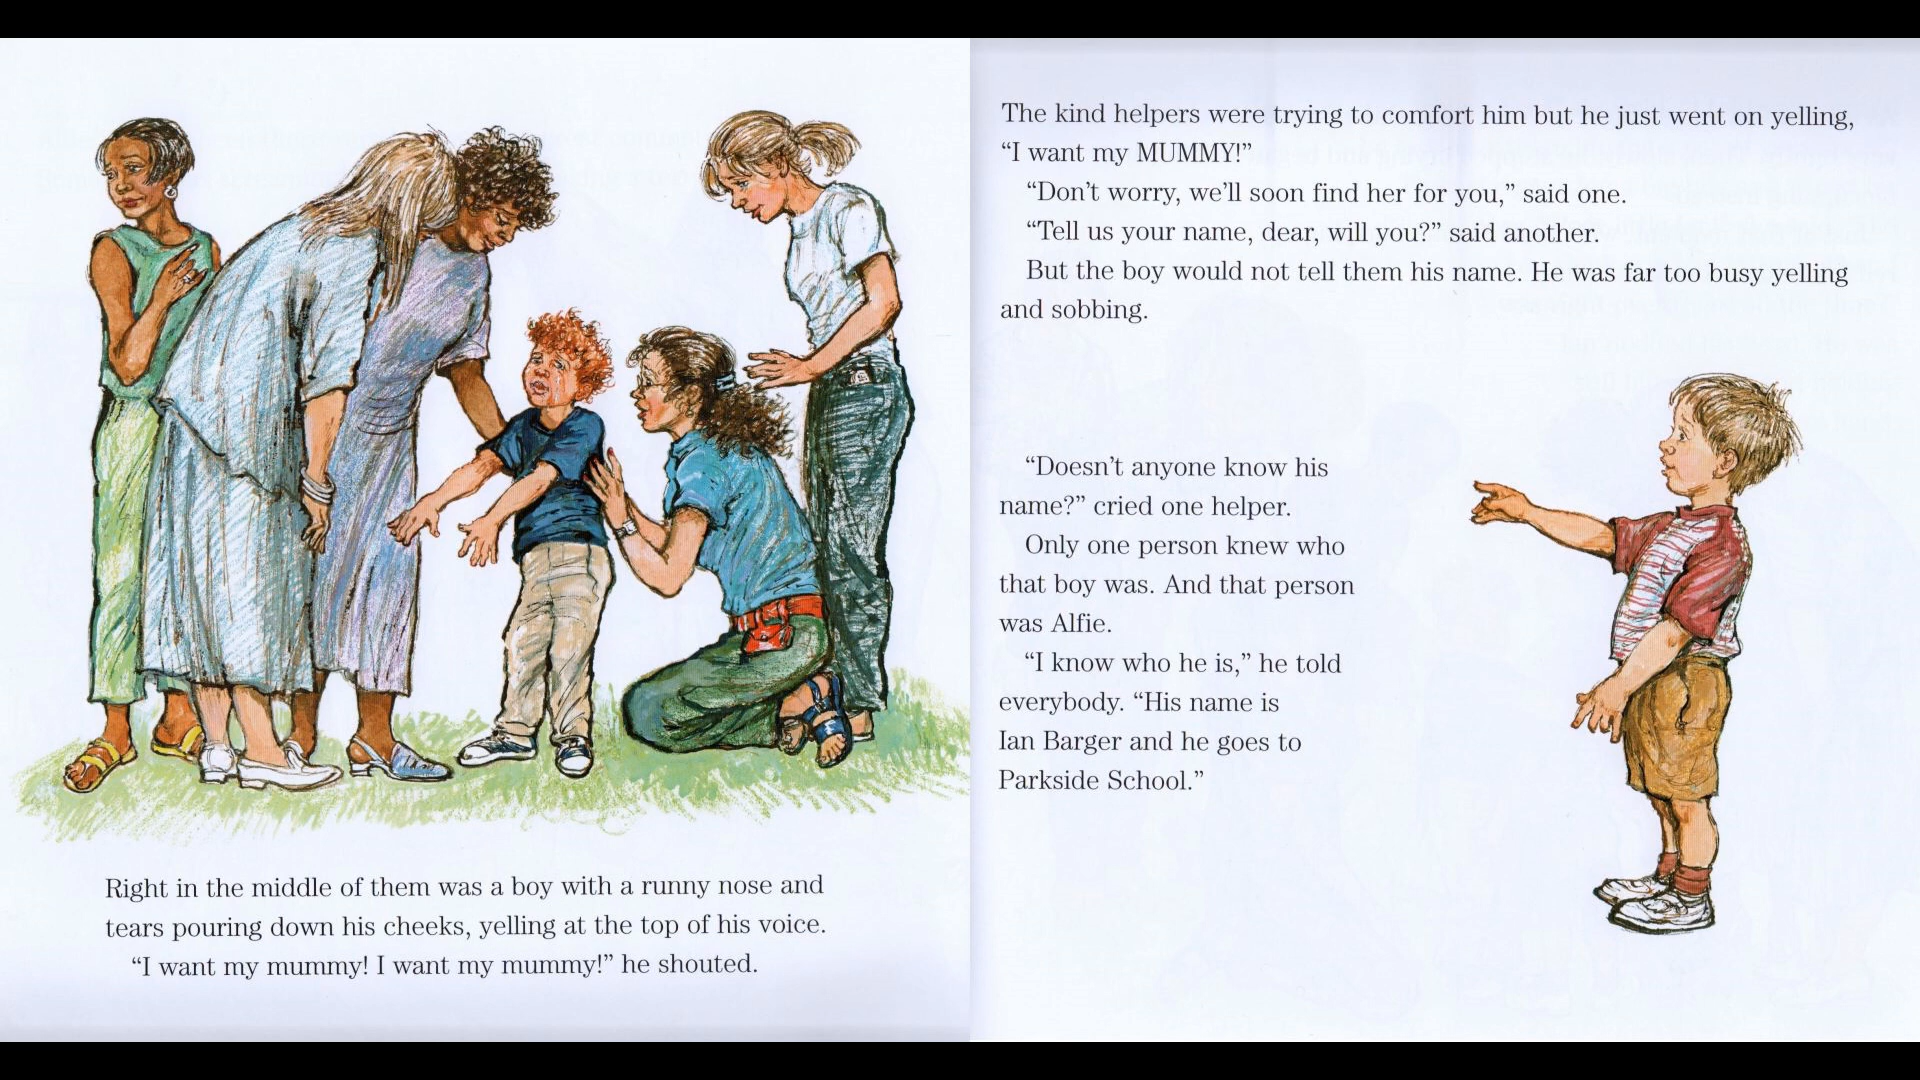 Right in the middle of them was a boy with a runny nose and
tears pouring down his cheeks, yelling at the top of his voice.
“I want my mummy! I want my mummy!” he shouted.
The kind helpers were trying to comfort him but he just went on yelling,
“I want my MUMMY!”
“Don’t worry, we’ll soon find her for you,” said one.
“Tell us your name, dear, will you?” said another.
But the boy would not tell them his name. He was far too busy yelling
and sobbing.
“Doesn’t anyone know his
name?” cried one helper.
Only one person knew who
that boy was. And that person
was Alfie.
“I know who he is,” he told
everybody. “His name is
Ian Barger and he goes to
Parkside School.”